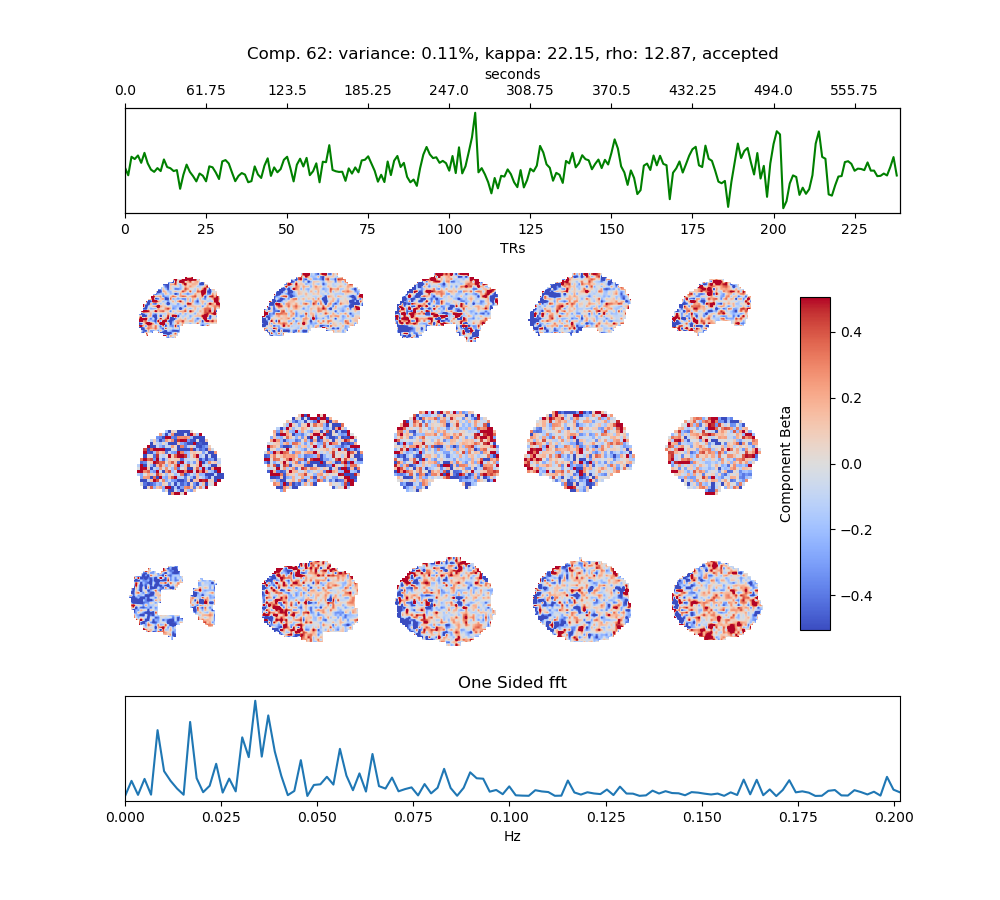 Comp. 62: variance: 0.11%, kappa: 22.15, rho: 12.87, accepted
seconds
0.0 61.75 123.5 185.25 247.0 308.75 370.5 432.25 494.0 555.75
0 25 50 75 100 125 150 175 200 225
TRs
0.4
0.2
0.0
−0.2
−0.4
Component Beta
One Sided fft
0.000 0.025 0.050 0.075 0.100 0.125 0.150 0.175 0.200
Hz